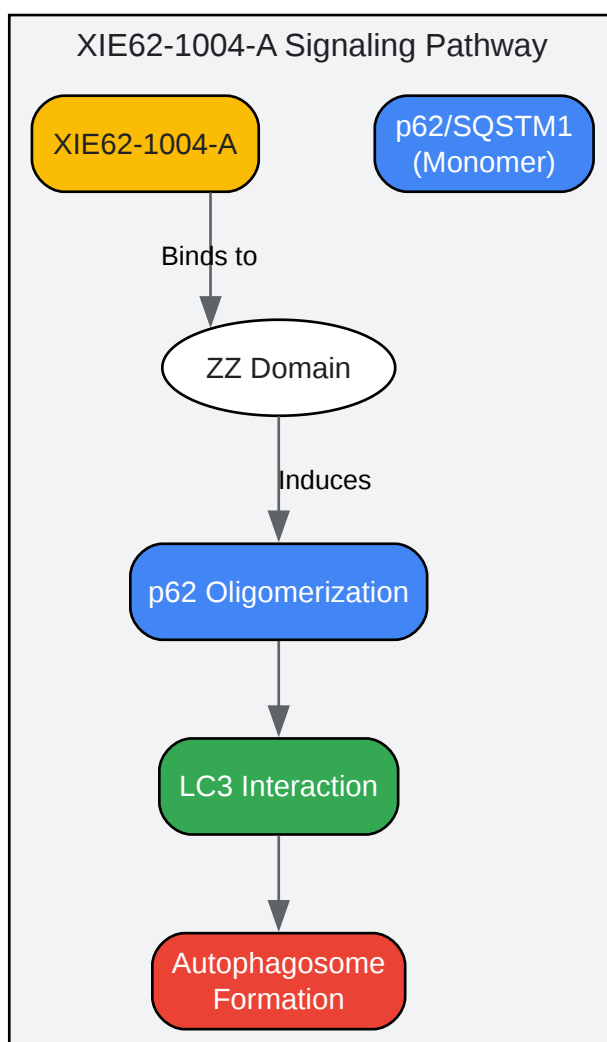 XIE62-1004-A Signaling Pathway
XIE62-1004-A
p62/SQSTM1
(Monomer)
Binds to
ZZ Domain
Induces
p62 Oligomerization
LC3 Interaction
Autophagosome
Formation